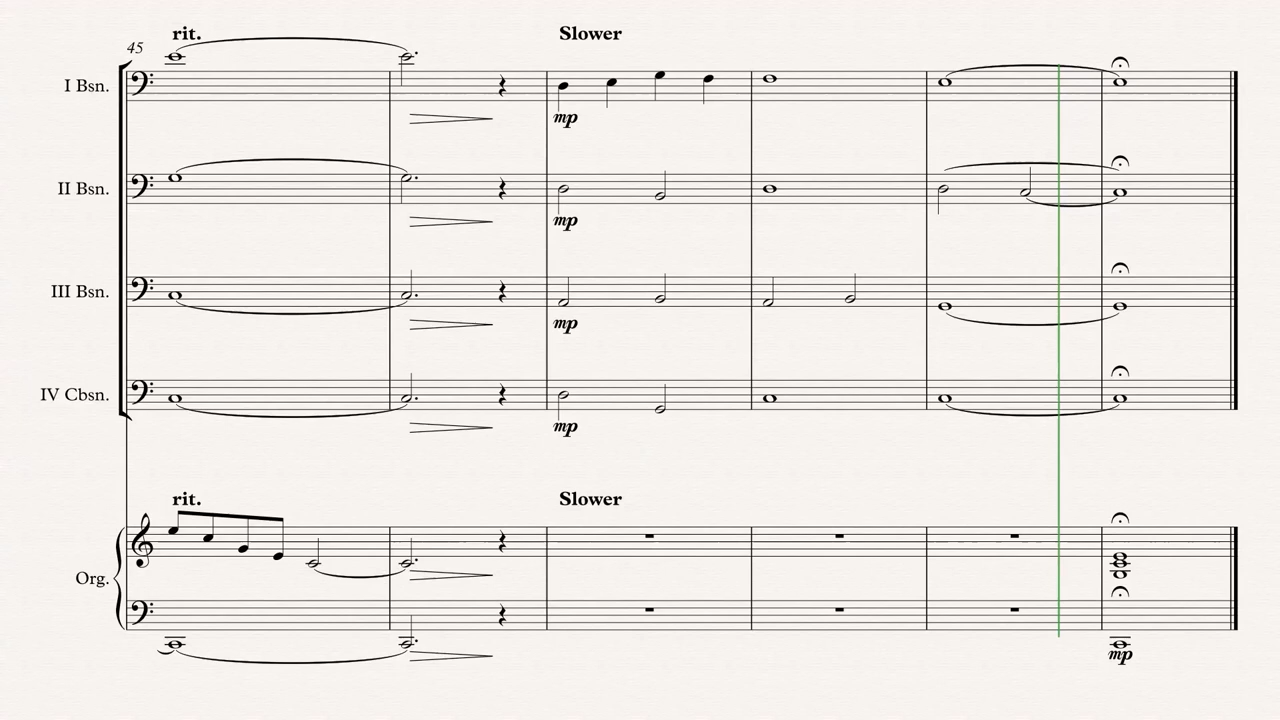 rit. Slower
45
I Bsn.
mp
II Bsn.
mp
III Bsn.
mp
IV Cbsn.
mp
rit. Slower
Org.
mp